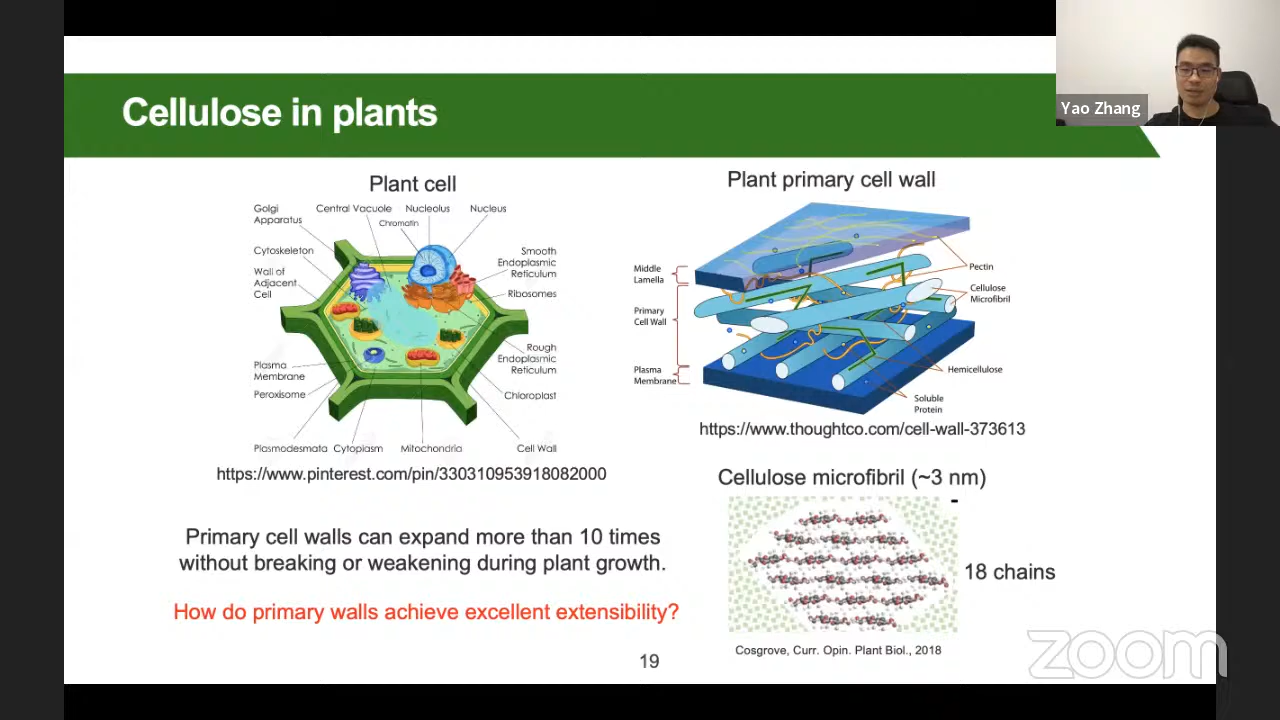 Yao Zhang
Cellulose in plants
Plant cell
Golgi
Apparatus
Central Vacuole
Nucleolus
Nucleus
Chromatin
Cytoskeleton
Wall of
Adjacent
Cell
Smooth
Endoplasmic
Reticulum
Ribosomes
Rough
Endoplasmic
Reticulum
Chloroplast
Plasma
Membrane
Peroxisome
Plasmodesmata
Cytoplasm
Mitochondria
Cell Wall
https://www.pinterest.com/pin/330310953918082000
Plant primary cell wall
Middle
Lamella
Primary
Cell Wall
Plasma
Membrane
Pectin
Cellulose
Microfibril
Hemicellulose
Soluble
Protein
https://www.thoughtco.com/cell-wall-373613
Cellulose microfibril (~3 nm)
18 chains
Cosgrove, Curr. Opin. Plant Biol., 2018
Primary cell walls can expand more than 10 times
without breaking or weakening during plant growth.
How do primary walls achieve excellent extensibility?
19
zoom